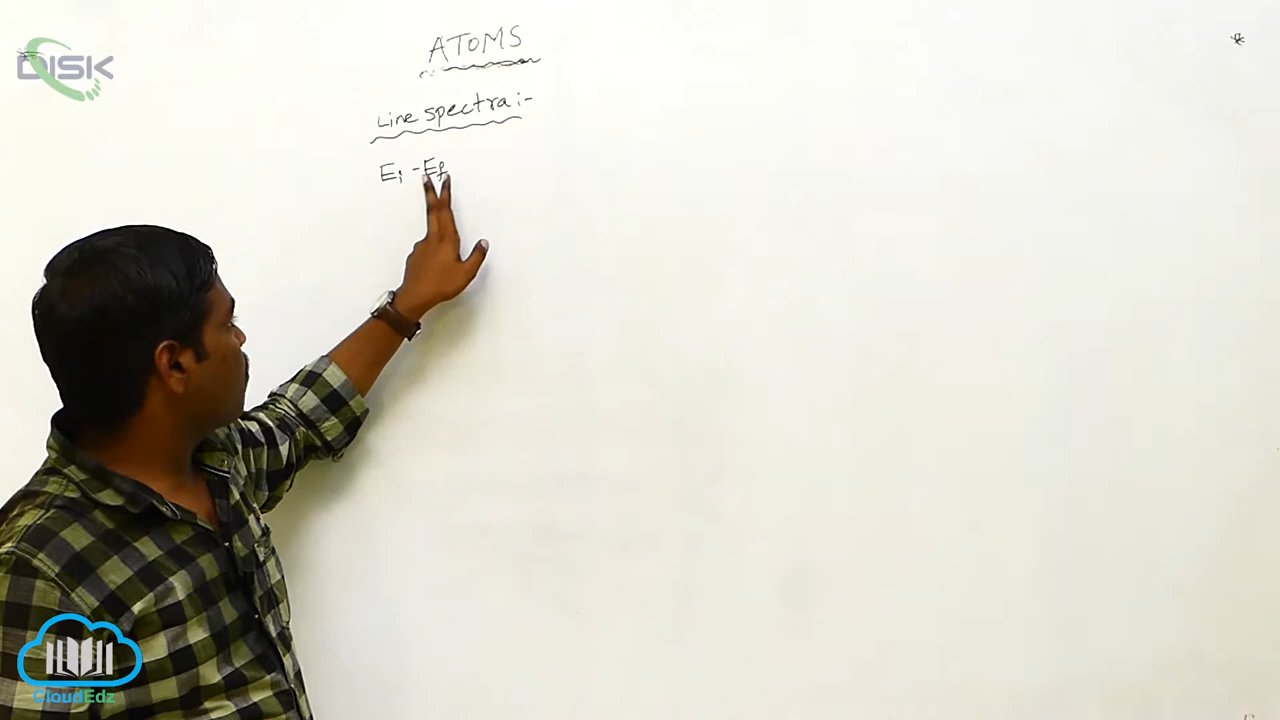 DISK
ATOMS
Line spectra:-
Ei - Ef
CloudEdz